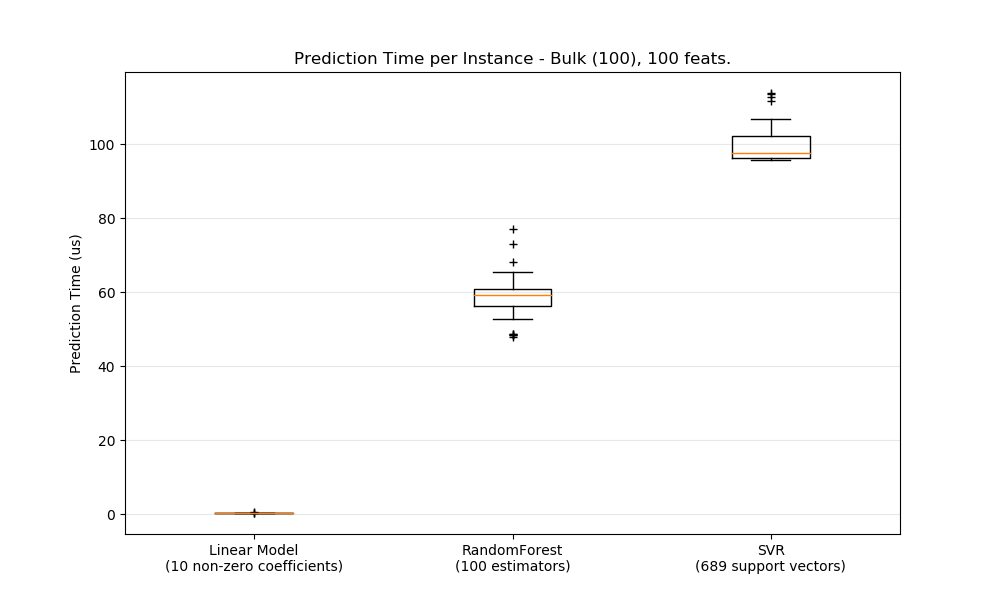 Prediction Time per Instance - Bulk (100), 100 feats.
Prediction Time (us)
100
80
60
40
20
0
Linear Model
(10 non-zero coefficients)
RandomForest
(100 estimators)
SVR
(689 support vectors)